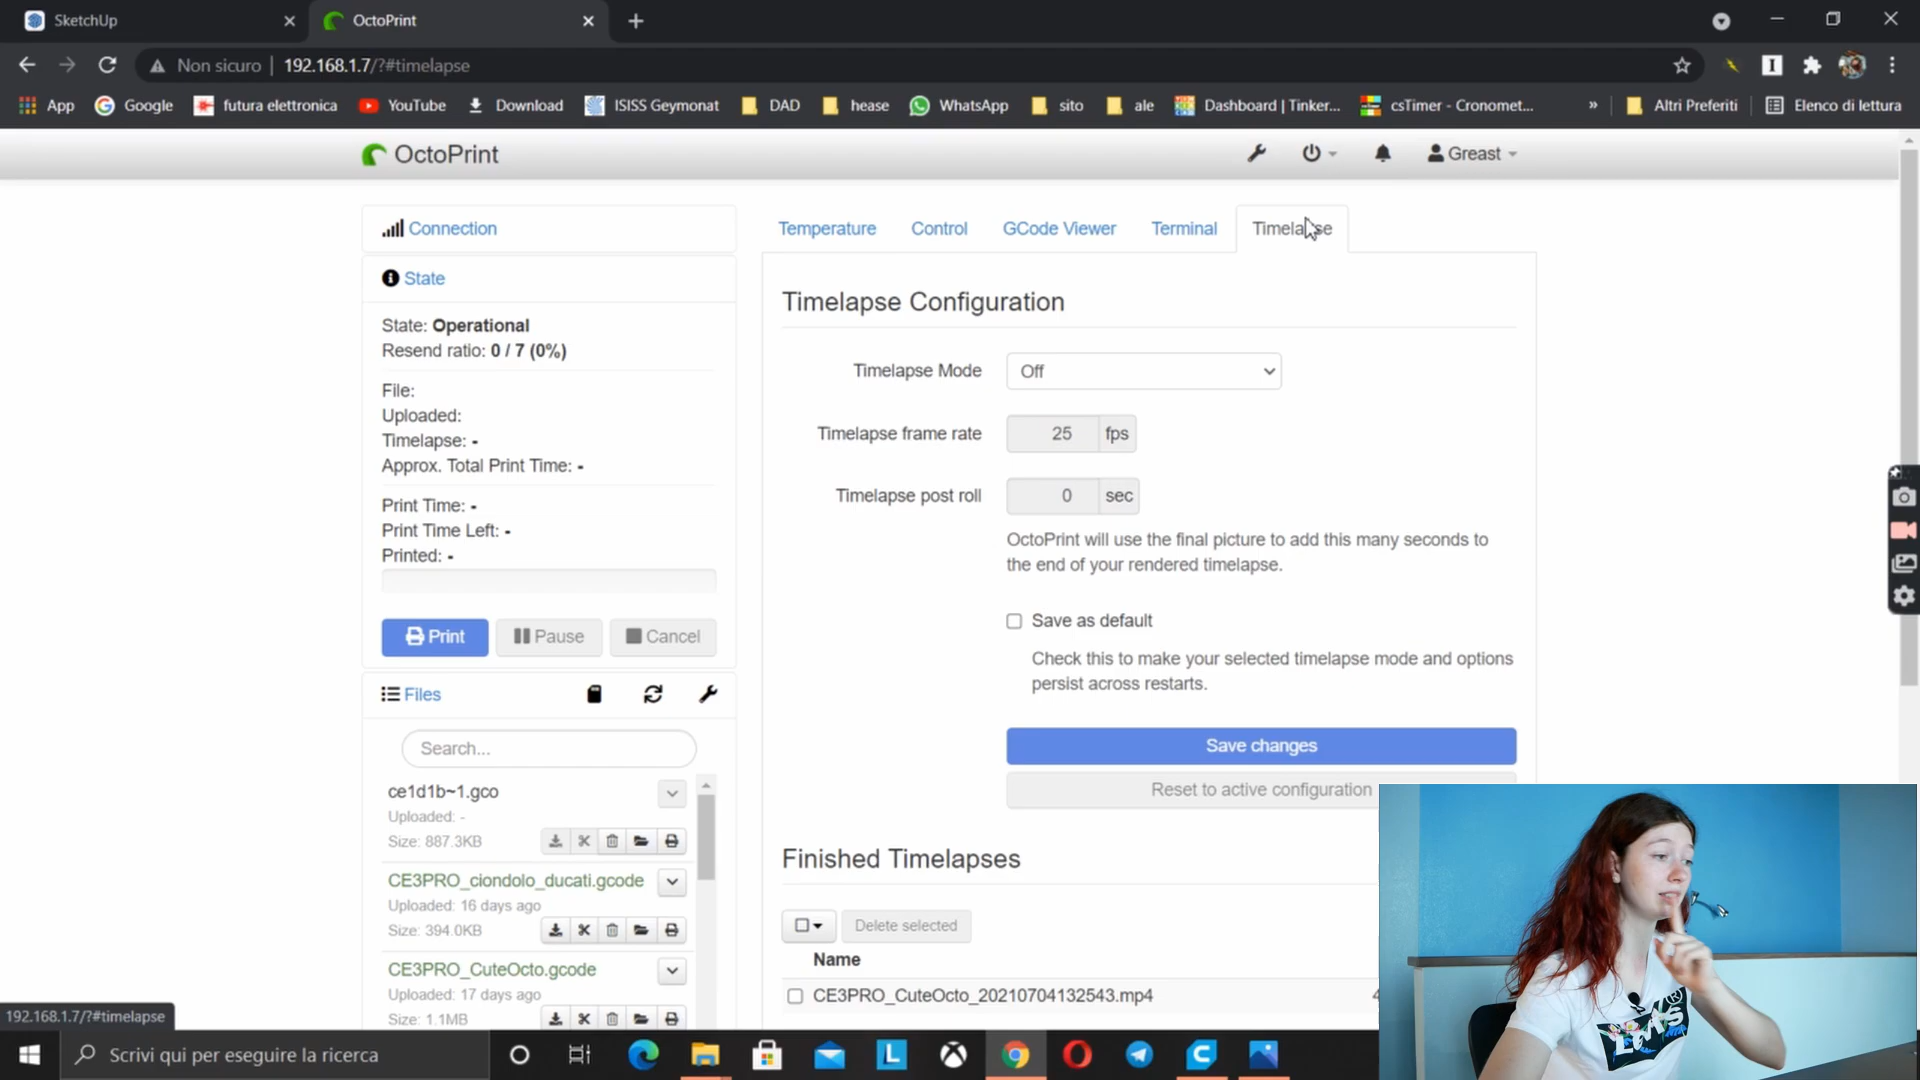 SketchUp
OctoPrint
Non sicuro
192.168.1.7/?#timelapse
App
Google
futura elettronica
YouTube
Download
ISISS Geymonat
DAD
hease
WhatsApp
sito
ale
Dashboard | Tinker...
csTimer - Cronomet...
»
Altri Preferiti
Elenco di lettura
OctoPrint
Greast
Connection
Temperature
Control
GCode Viewer
Terminal
Timelapse
State
State: Operational
Resend ratio: 0 / 7 (0%)
File:
Uploaded:
Timelapse: -
Approx. Total Print Time: -
Print Time: -
Print Time Left: -
Printed: -
Print
Pause
Cancel
Files
Search...
ce1d1b~1.gco
Uploaded: -
Size: 887.3KB
CE3PRO_ciondolo_ducati.gcode
Uploaded: 16 days ago
Size: 394.0KB
CE3PRO_CuteOcto.gcode
Uploaded: 17 days ago
Size: 1.1MB
Timelapse Configuration
Timelapse Mode
Off
Timelapse frame rate
25
fps
Timelapse post roll
0
sec
OctoPrint will use the final picture to add this many seconds to
the end of your rendered timelapse.
Save as default
Check this to make your selected timelapse mode and options
persist across restarts.
Save changes
Reset to active configuration
Finished Timelapses
Delete selected
Name
CE3PRO_CuteOcto_20210704132543.mp4
192.168.1.7/?#timelapse
Scrivi qui per eseguire la ricerca